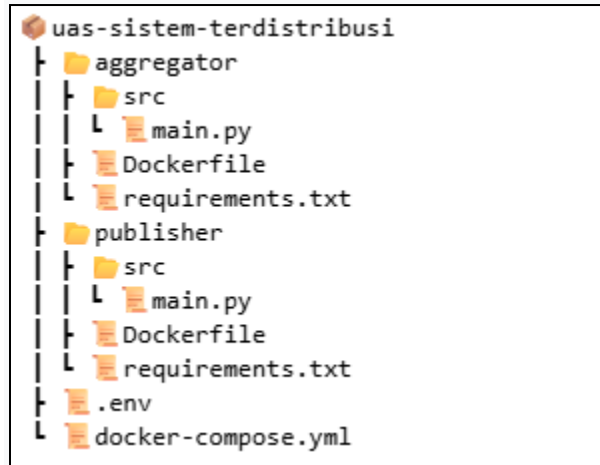 uas-sistem-terdistribusi
aggregator
src
main.py
Dockerfile
requirements.txt
publisher
src
main.py
Dockerfile
requirements.txt
.env
docker-compose.yml